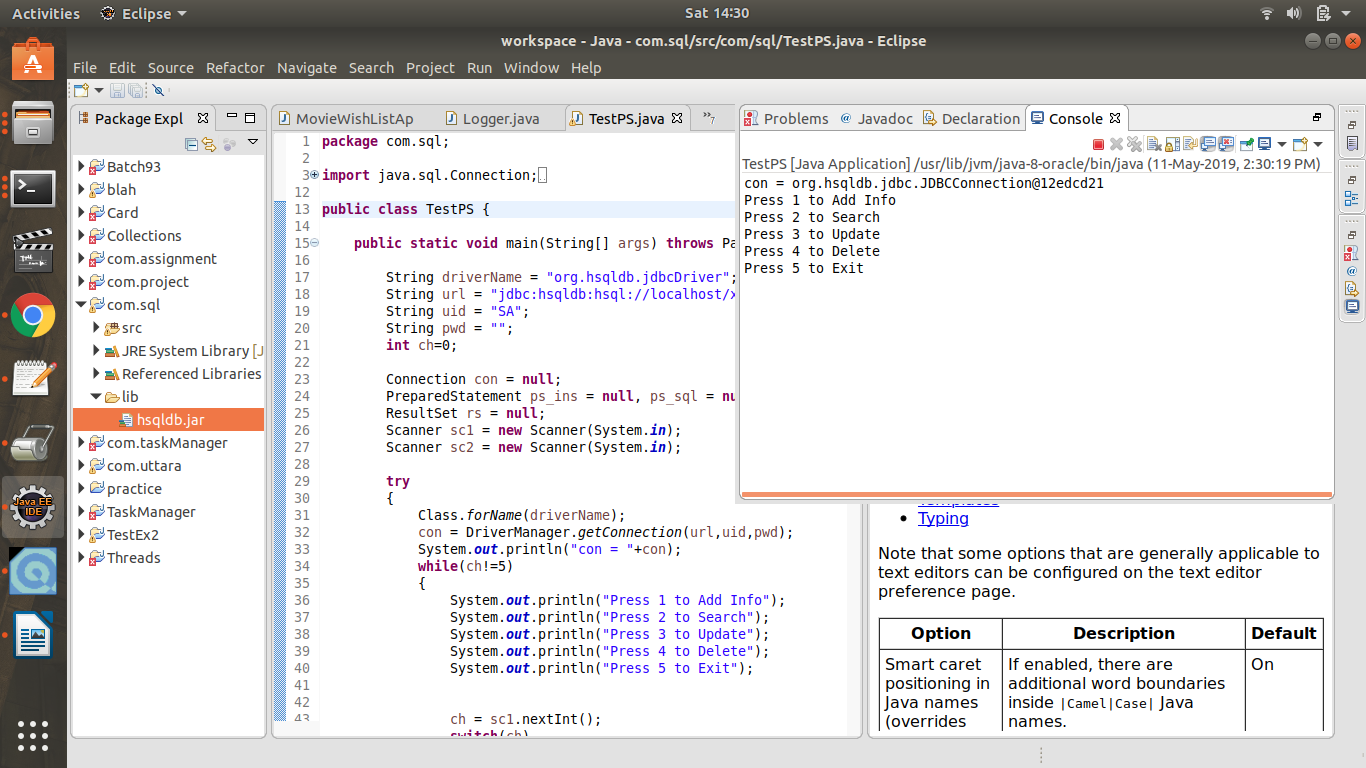 Activities Eclipse Sat 14:30
workspace - Java - com.sql/src/com/sql/TestPS.java - Eclipse
File Edit Source Refactor Navigate Search Project Run Window Help
Package Expl
Batch93
blah
Card
Collections
com.assignment
com.project
com.sql
src
JRE System Library [J
Referenced Libraries
lib
hsqldb.jar
com.taskManager
com.uttara
practice
TaskManager
TestEx2
Threads
MovieWishListAp Logger.java TestPS.java »7
1 package com.sql;
2
3 import java.sql.Connection;
12
13 public class TestPS {
14
15 public static void main(String[] args) throws Pa
16
17 String driverName = "org.hsqldb.jdbcDriver";
18 String url = "jdbc:hsqldb:hsql://localhost/x
19 String uid = "SA";
20 String pwd = "";
21 int ch=0;
22
23 Connection con = null;
24 PreparedStatement ps_ins = null, ps_sql = nu
25 ResultSet rs = null;
26 Scanner sc1 = new Scanner(System.in);
27 Scanner sc2 = new Scanner(System.in);
28
29 try
30 {
31 Class.forName(driverName);
32 con = DriverManager.getConnection(url,uid,pwd);
33 System.out.println("con = "+con);
34 while(ch!=5)
35 {
36 System.out.println("Press 1 to Add Info");
37 System.out.println("Press 2 to Search");
38 System.out.println("Press 3 to Update");
39 System.out.println("Press 4 to Delete");
40 System.out.println("Press 5 to Exit");
41
42
43 ch = sc1.nextInt();
switch(ch)
Problems Javadoc Declaration Console
TestPS [Java Application] /usr/lib/jvm/java-8-oracle/bin/java (11-May-2019, 2:30:19 PM)
con = org.hsqldb.jdbc.JDBCConnection@12edcd21
Press 1 to Add Info
Press 2 to Search
Press 3 to Update
Press 4 to Delete
Press 5 to Exit
Templates
Typing
Note that some options that are generally applicable to
text editors can be configured on the text editor
preference page.
Option Description Default
Smart caret If enabled, there are On
positioning in additional word boundaries
Java names inside |Camel|Case| Java
(overrides names.
Java EE
IDE